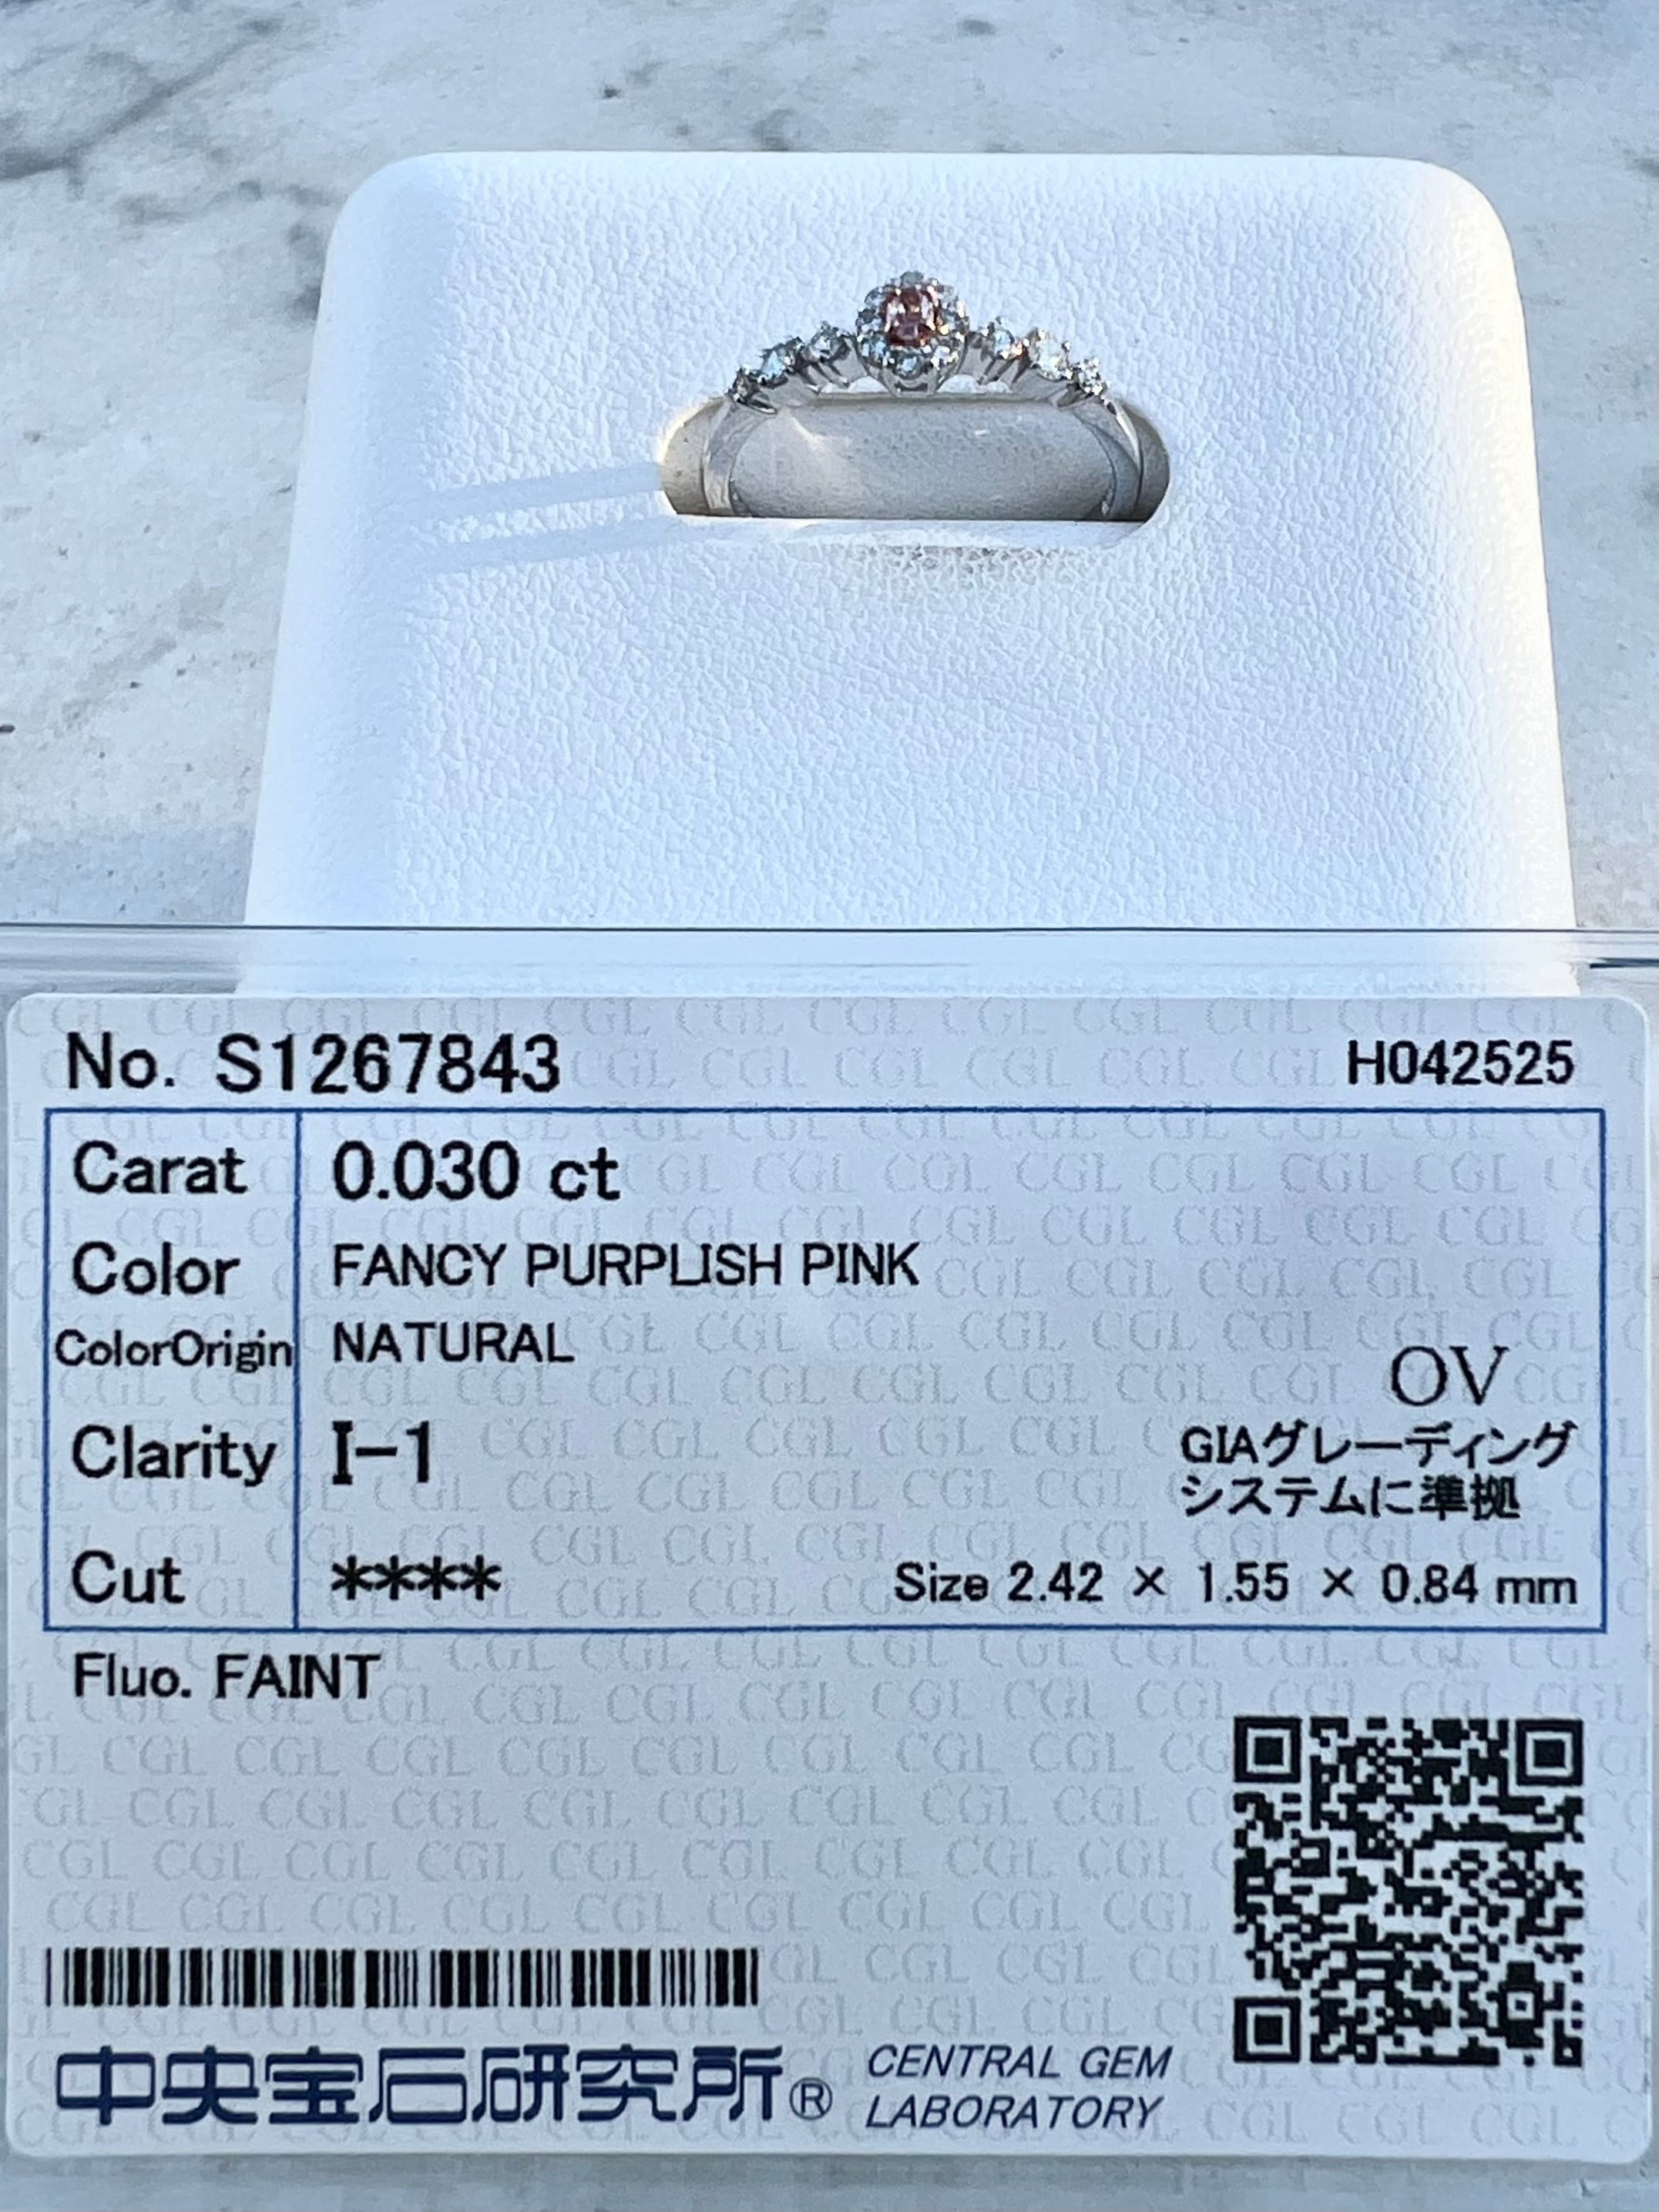 No. S1267843 H042525
Carat 0.030 ct
Color FANCY PURPLISH PINK
ColorOrigin NATURAL
OV
Clarity I-1
GIAグレーディング
システムに準拠
Cut ****
Size 2.42 × 1.55 × 0.84 mm
Fluo. FAINT
中央宝石研究所®
CENTRAL GEM
LABORATORY